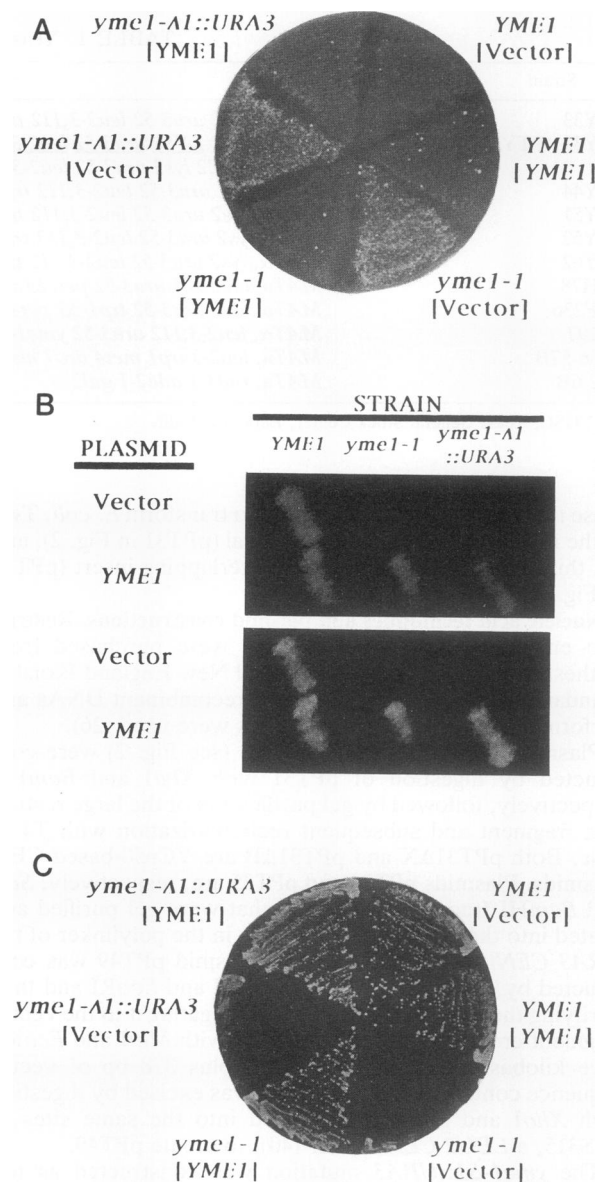 A
yme1-Δ1::URA3
[YME1]
YME1
[Vector]
yme1-Δ1::URA3
[Vector]
YME1
[YME1]
yme1-1
[YME1]
yme1-1
[Vector]
B
STRAIN
PLASMID
YME1 yme1-1 yme1-Δ1
::URA3
Vector
YME1
Vector
YME1
C
yme1-Δ1::URA3
[YME1]
YME1
[Vector]
yme1-Δ1::URA3
[Vector]
YME1
[YME1]
yme1-1
[YME1]
yme1-1
[Vector]